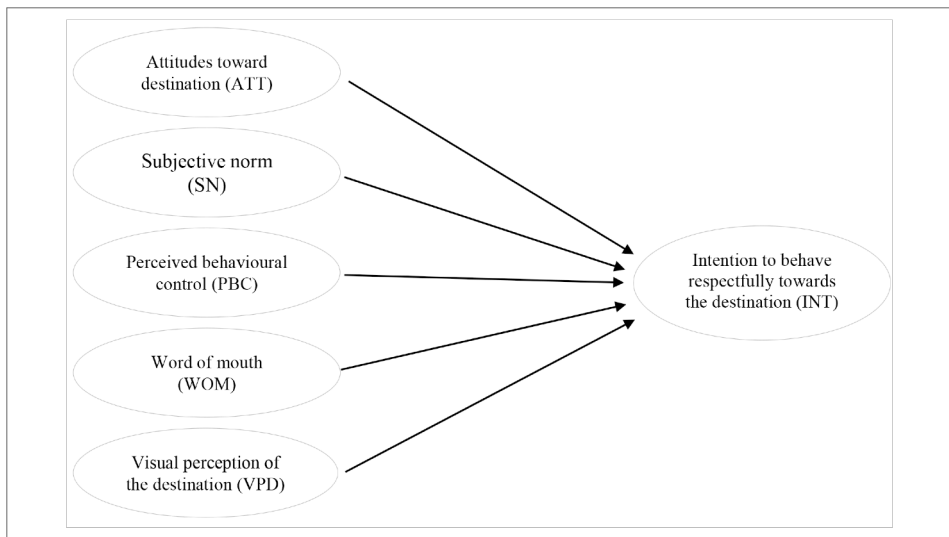 Attitudes toward
destination (ATT)
Subjective norm
(SN)
Perceived behavioural
control (PBC)
Word of mouth
(WOM)
Visual perception of
the destination (VPD)
Intention to behave
respectfully towards
the destination (INT)